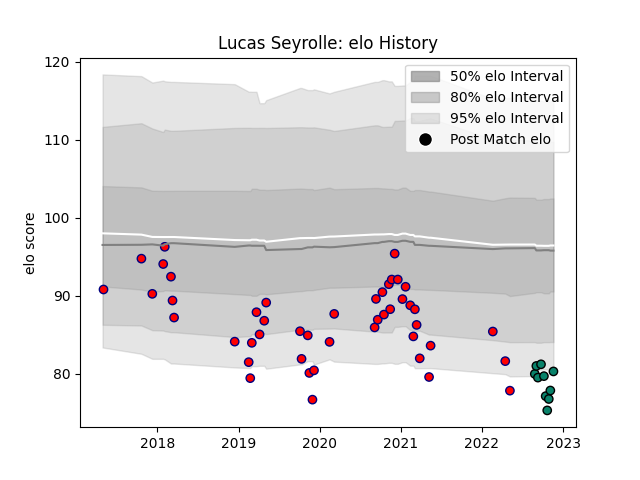 Lucas Seyrolle: elo History
120
110
100
90
80
elo score
50% elo Interval
80% elo Interval
95% elo Interval
Post Match elo
2018 2019 2020 2021 2022 2023